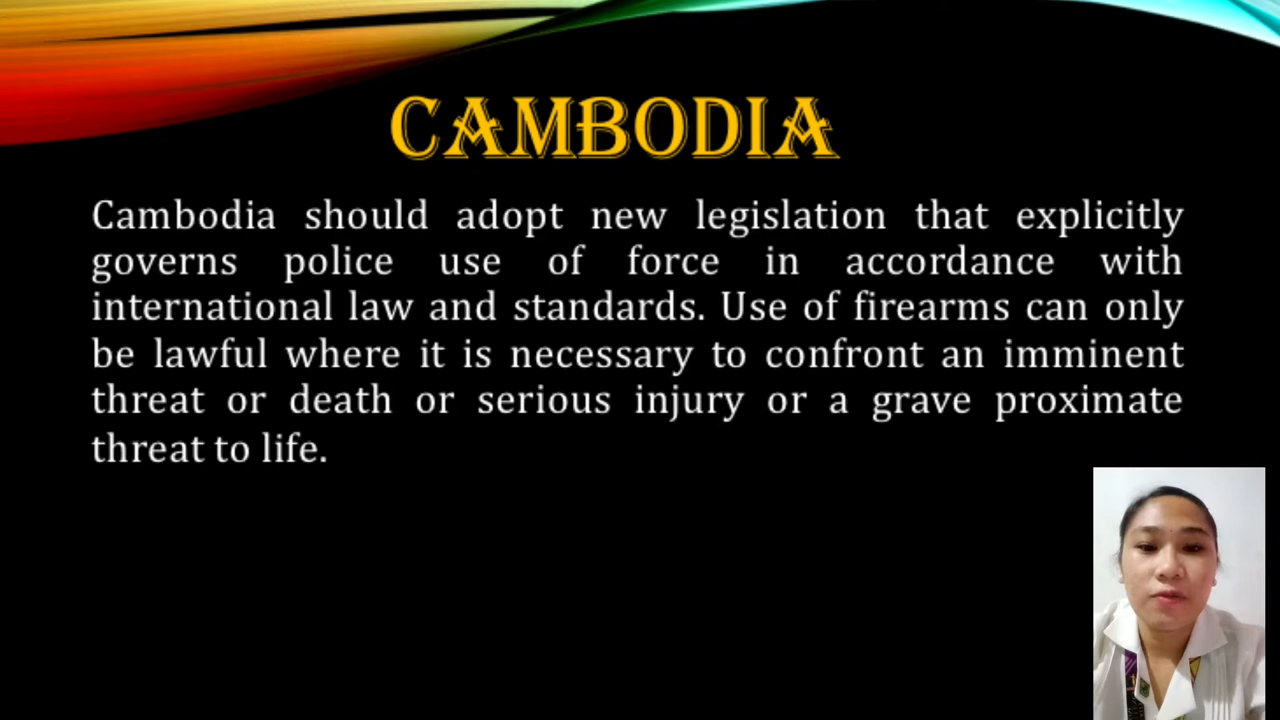 CAMBODIA
Cambodia should adopt new legislation that explicitly
governs police use of force in accordance with
international law and standards. Use of firearms can only
be lawful where it is necessary to confront an imminent
threat or death or serious injury or a grave proximate
threat to life.